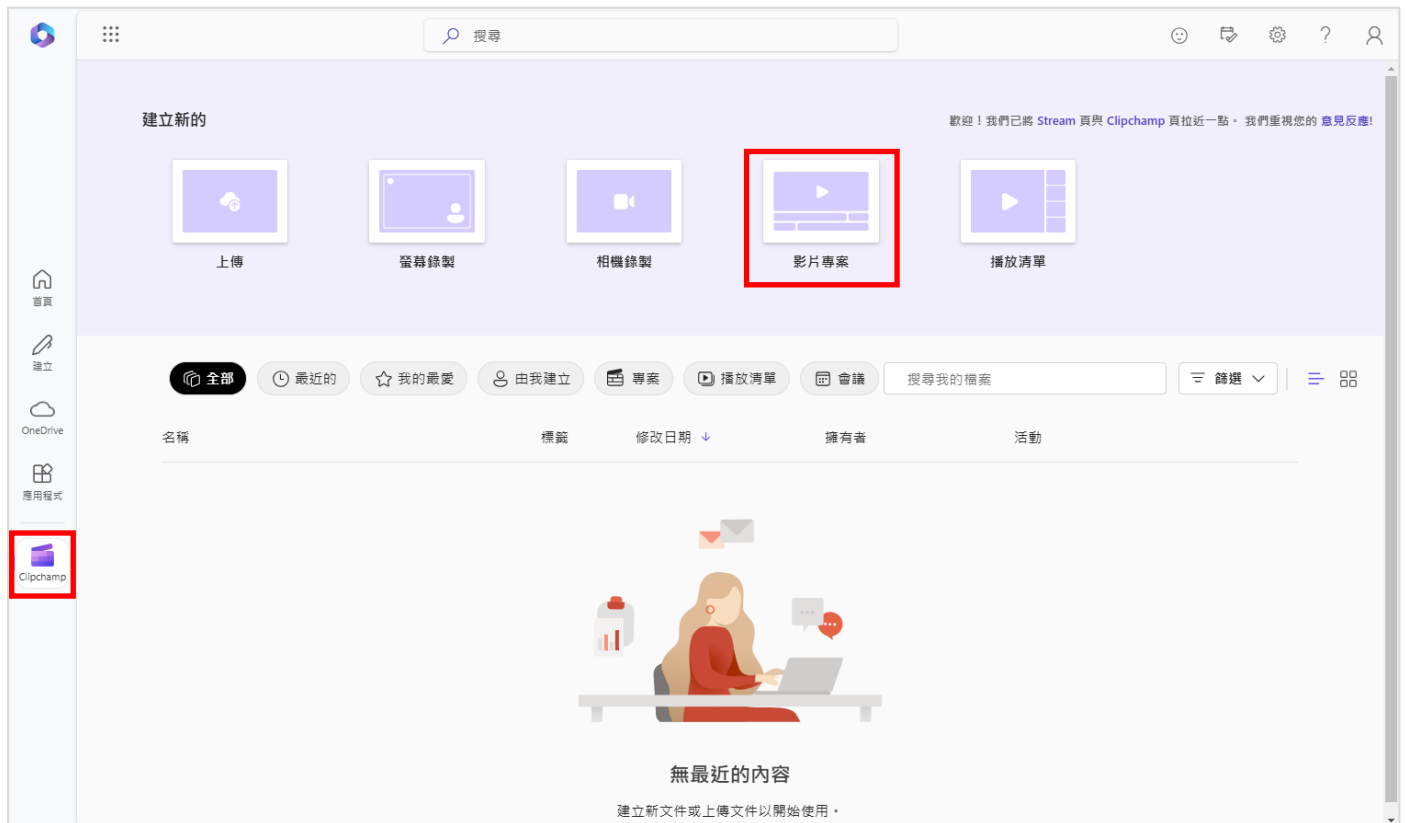 搜尋
建立新的
歡迎！我們已將 Stream 頁與 Clipchamp 頁拉近一點。 我們重視您的 意見反應!
上傳
螢幕錄製
相機錄製
影片專案
播放清單
首頁
建立
OneDrive
應用程式
Clipchamp
全部
最近的
我的最愛
由我建立
專案
播放清單
會議
搜尋我的檔案
篩選
名稱
標籤
修改日期
擁有者
活動
無最近的內容
建立新文件或上傳文件以開始使用。